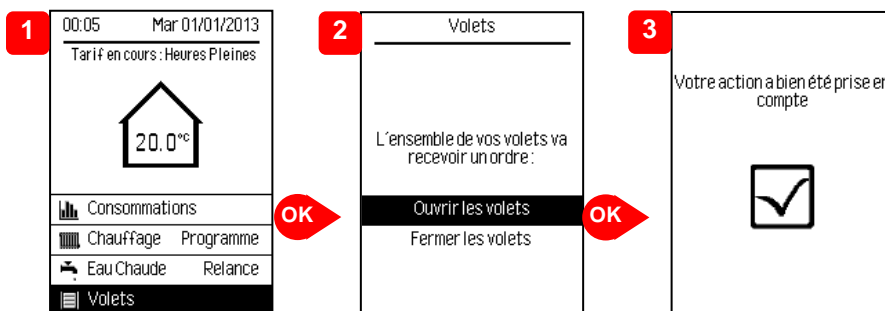 1
00:05 Mar 01/01/2013
Tarif en cours : Heures Pleines
20.0°C
Consommations
Chauffage Programme
Eau Chaude Relance
Volets
OK
2
Volets
L'ensemble de vos volets va
recevoir un ordre :
Ouvrir les volets
Fermer les volets
OK
3
Votre action a bien été prise en
compte